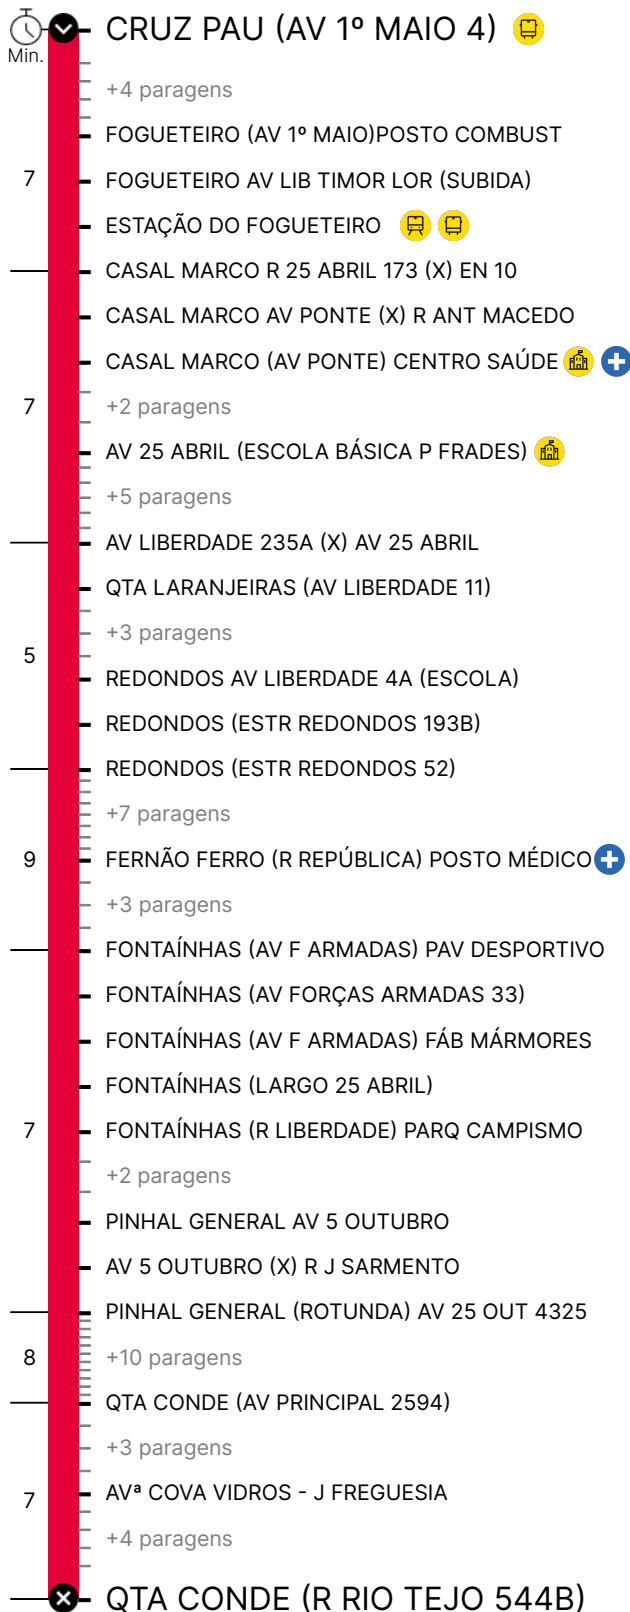 CRUZ PAU (AV 1º MAIO 4)
Min.
+4 paragens
FOGUETEIRO (AV 1º MAIO)POSTO COMBUST
7
FOGUETEIRO AV LIB TIMOR LOR (SUBIDA)
ESTAÇÃO DO FOGUETEIRO
CASAL MARCO R 25 ABRIL 173 (X) EN 10
CASAL MARCO AV PONTE (X) R ANT MACEDO
CASAL MARCO (AV PONTE) CENTRO SAÚDE
7
+2 paragens
AV 25 ABRIL (ESCOLA BÁSICA P FRADES)
+5 paragens
AV LIBERDADE 235A (X) AV 25 ABRIL
QTA LARANJEIRAS (AV LIBERDADE 11)
+3 paragens
5
REDONDOS AV LIBERDADE 4A (ESCOLA)
REDONDOS (ESTR REDONDOS 193B)
REDONDOS (ESTR REDONDOS 52)
+7 paragens
9
FERNÃO FERRO (R REPÚBLICA) POSTO MÉDICO
+3 paragens
FONTAÍNHAS (AV F ARMADAS) PAV DESPORTIVO
FONTAÍNHAS (AV FORÇAS ARMADAS 33)
FONTAÍNHAS (AV F ARMADAS) FÁB MÁRMORES
FONTAÍNHAS (LARGO 25 ABRIL)
7
FONTAÍNHAS (R LIBERDADE) PARQ CAMPISMO
+2 paragens
PINHAL GENERAL AV 5 OUTUBRO
AV 5 OUTUBRO (X) R J SARMENTO
PINHAL GENERAL (ROTUNDA) AV 25 OUT 4325
8
+10 paragens
QTA CONDE (AV PRINCIPAL 2594)
+3 paragens
7
AVª COVA VIDROS - J FREGUESIA
+4 paragens
QTA CONDE (R RIO TEJO 544B)